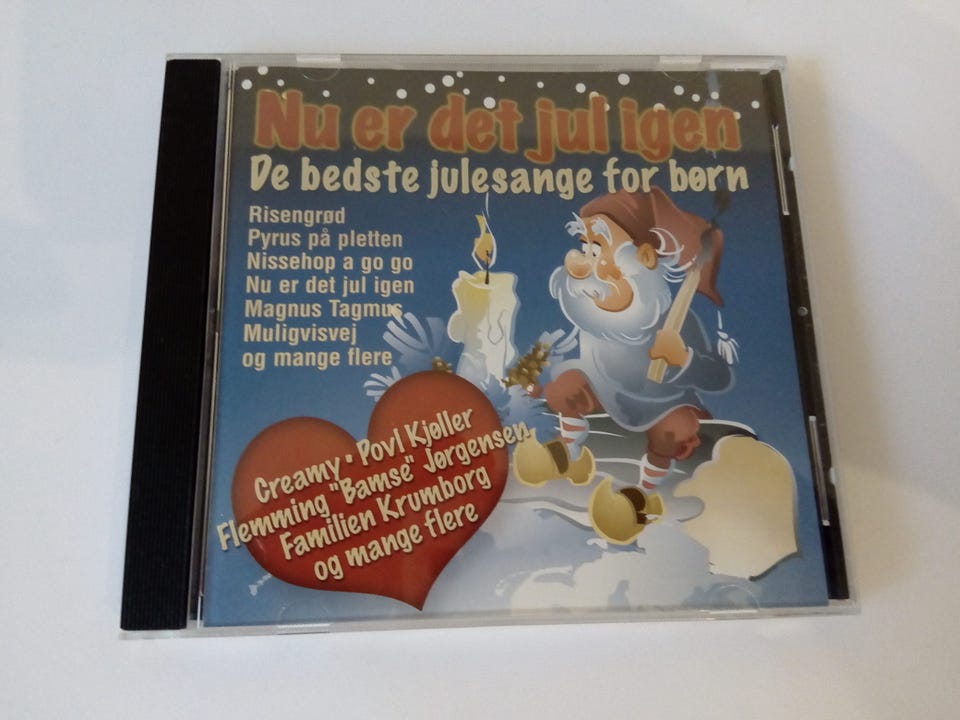 Nu er det jul igen
De bedste julesange for børn
Risengrød
Pyrus på pletten
Nissehop a go go
Nu er det jul igen
Magnus Tagmus
Muligvisvej
og mange flere
Creamy • Povl Kjøller
Flemming "Bamse" Jørgensen
Familien Krumborg
og mange flere